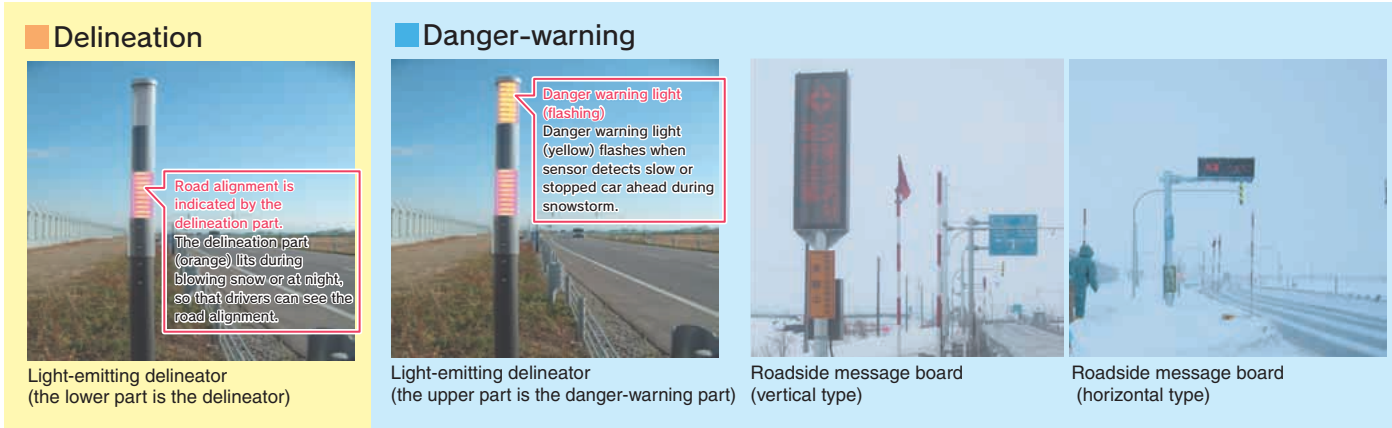 Delineation
Road alignment is
indicated by the
delineation part.
The delineation part
(orange) lits during
blowing snow or at night,
so that drivers can see the
road alignment.
Light-emitting delineator
(the lower part is the delineator)
Danger-warning
Danger warning light
(flashing)
Danger warning light
(yellow) flashes when
sensor detects slow or
stopped car ahead during
snowstorm.
Light-emitting delineator
(the upper part is the danger-warning part)
Roadside message board
(vertical type)
Roadside message board
(horizontal type)